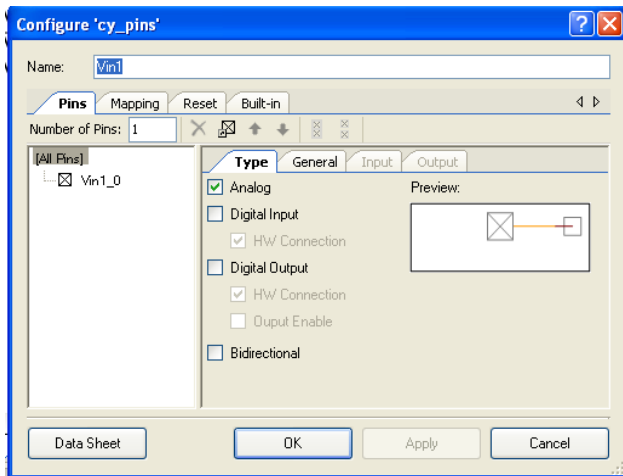 Configure 'cy_pins'
Name: Vin1
Pins Mapping Reset Built-in
Number of Pins: 1
[All Pins]
Vin1_0
Type General Input Output
Analog
Preview:
Digital Input
HW Connection
Digital Output
HW Connection
Ouput Enable
Bidirectional
Data Sheet OK Apply Cancel